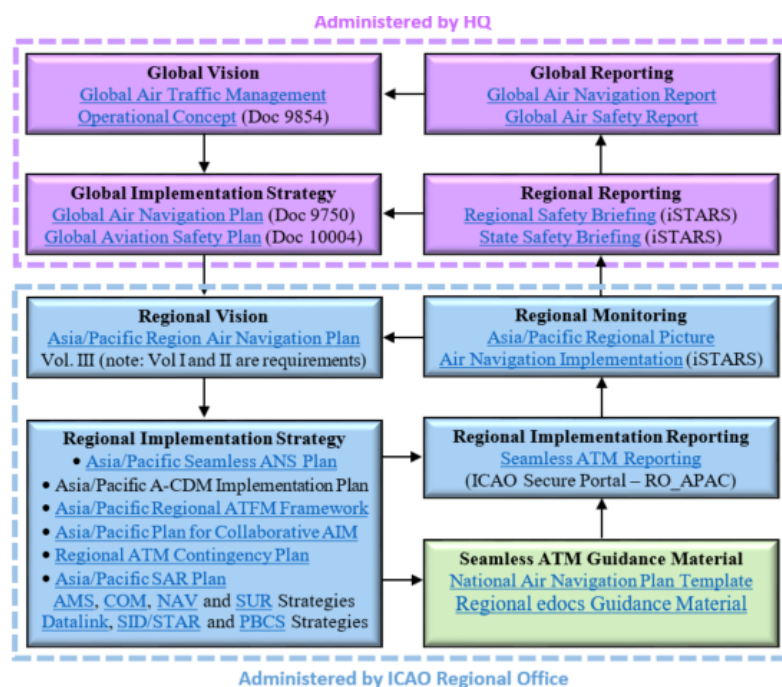 Administered by HQ
Global Vision
Global Air Traffic Management
Operational Concept (Doc 9854)
Global Reporting
Global Air Navigation Report
Global Air Safety Report
Global Implementation Strategy
Global Air Navigation Plan (Doc 9750)
Global Aviation Safety Plan (Doc 10004)
Regional Reporting
Regional Safety Briefing (iSTARS)
State Safety Briefing (iSTARS)
Regional Vision
Asia/Pacific Region Air Navigation Plan
Vol. III (note: Vol I and II are requirements)
Regional Monitoring
Asia/Pacific Regional Picture
Air Navigation Implementation (iSTARS)
Regional Implementation Strategy
• Asia/Pacific Seamless ANS Plan
• Asia/Pacific A-CDM Implementation Plan
• Asia/Pacific Regional ATFM Framework
• Asia/Pacific Plan for Collaborative AIM
• Regional ATM Contingency Plan
• Asia/Pacific SAR Plan
AMS, COM, NAV and SUR Strategies
Datalink, SID/STAR and PBCS Strategies
Regional Implementation Reporting
Seamless ATM Reporting
(ICAO Secure Portal – RO_APAC)
Seamless ATM Guidance Material
National Air Navigation Plan Template
Regional edocs Guidance Material
Administered by ICAO Regional Office